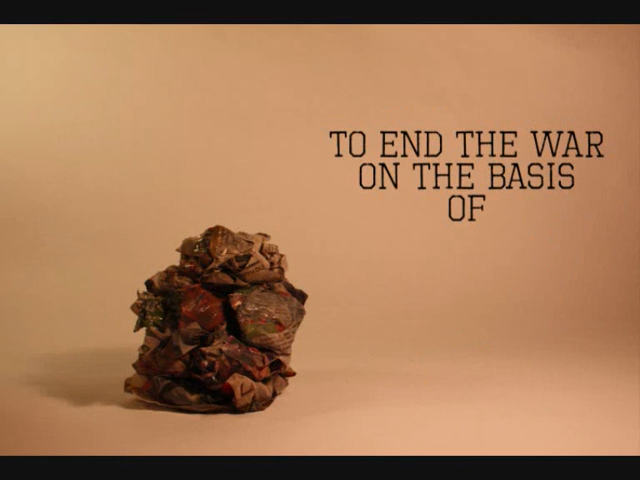 TO END THE WAR
ON THE BASIS
OF